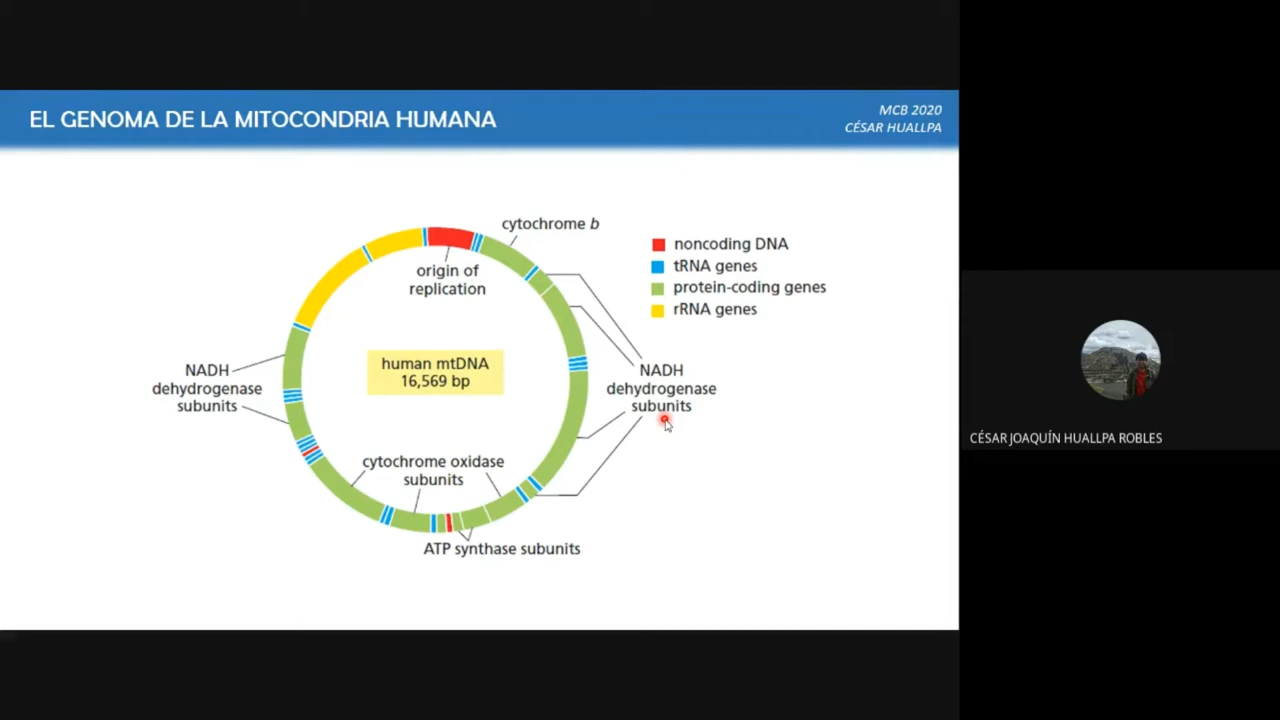 EL GENOMA DE LA MITOCONDRIA HUMANA
MCB 2020
CÉSAR HUALLPA
cytochrome b
origin of
replication
noncoding DNA
tRNA genes
protein-coding genes
rRNA genes
human mtDNA
16,569 bp
NADH
dehydrogenase
subunits
NADH
dehydrogenase
subunits
cytochrome oxidase
subunits
ATP synthase subunits
CÉSAR JOAQUÍN HUALLPA ROBLES